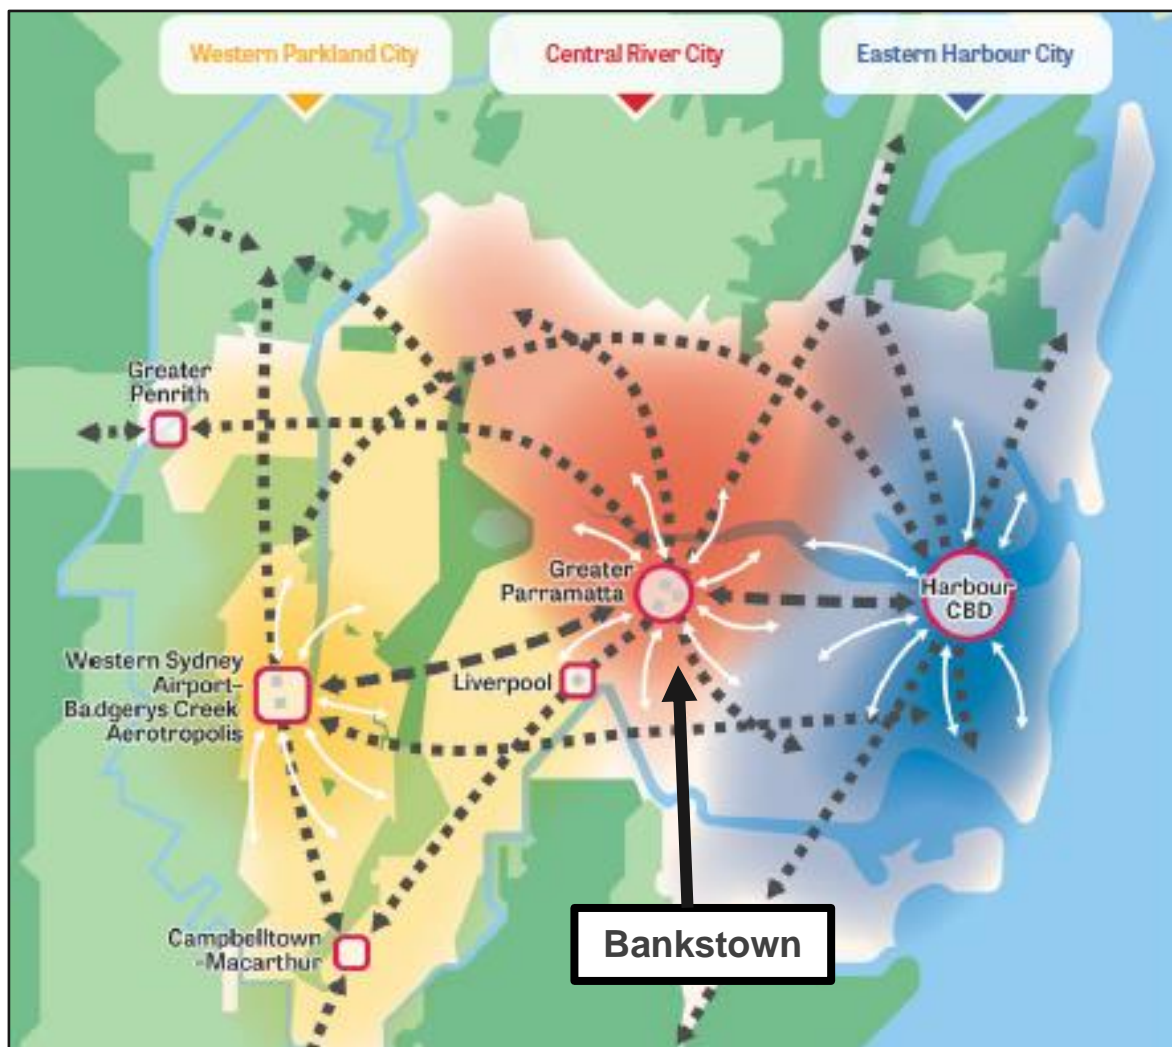 Western Parkland City
Central River City
Eastern Harbour City
Greater
Penrith
Greater
Parramatta
Harbour
CBD
Western Sydney
Airport–
Badgerys Creek
Aerotropolis
Liverpool
Campbelltown
-Macarthur
Bankstown